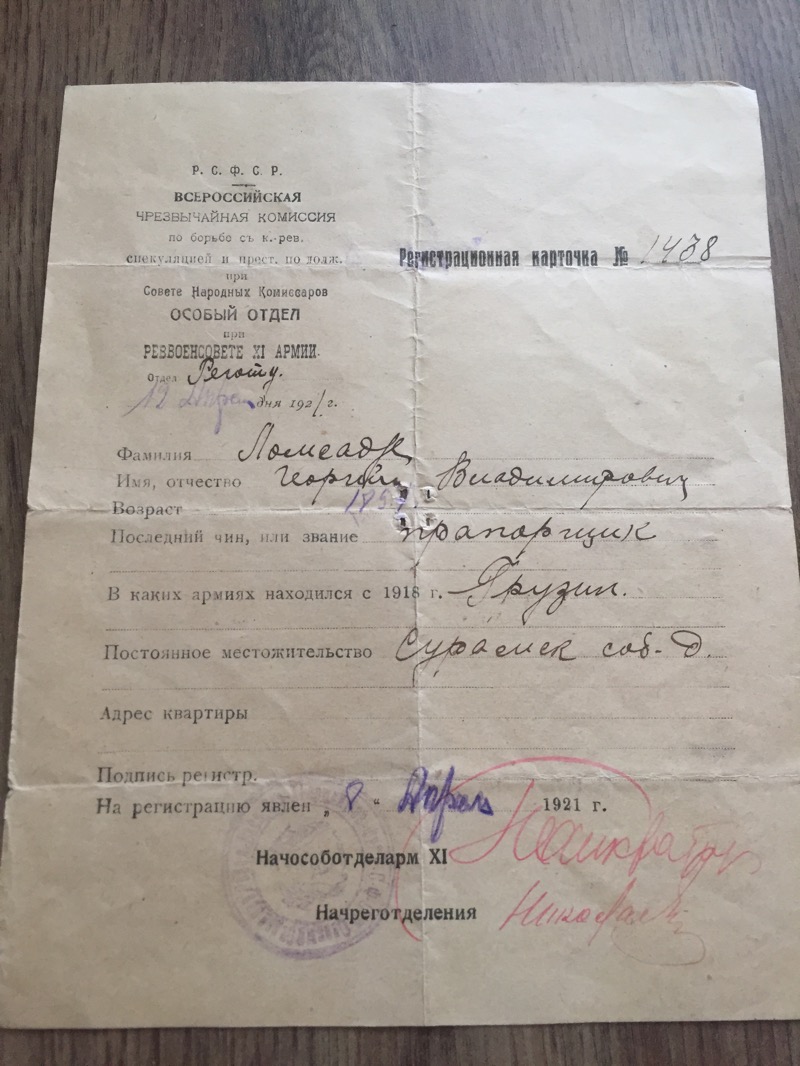 Р. С. Ф. С. Р.
ВСЕРОССИЙСКАЯ
ЧРЕЗВЫЧАЙНАЯ КОМИССИЯ
по борьбе съ к.-рев.
спекуляцией и прест. по долж.
при
Совете Народных Комиссаров
ОСОБЫЙ ОТДЕЛ
при
РЕВВОЕНСОВЕТЕ XI АРМИИ.
Отдел
12 Апрел дня 1921 г.
Регистрационная карточка № 1438
Фамилия Ломсадзе
Имя, отчество Георгий Владимирович
Возраст
Последний чин, или звание прапорщик
В каких армиях находился с 1918 г. Грузин.
Постоянное местожительство
Адрес квартиры
Подпись регистр.
На регистрацию явлен „ 8 “ Апрель 1921 г.
Начособотделарм XI
Начреготделения